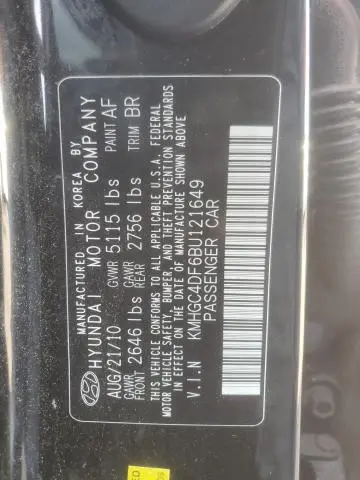 MANUFACTURED IN KOREA BY
HYUNDAI MOTOR COMPANY
AUG/21/10 GVWR 5115 lbs PAINT AF
GAWR FRONT 2646 lbs GAWR REAR 2756 lbs TRIM BR
THIS VEHICLE CONFORMS TO ALL APPLICABLE U.S.A. FEDERAL
MOTOR VEHICLE SAFETY, BUMPER, AND THEFT PREVENTION STANDARDS
IN EFFECT ON THE DATE OF MANUFACTURE SHOWN ABOVE
V.I.N KMHGC4DF6BU121649
PASSENGER CAR